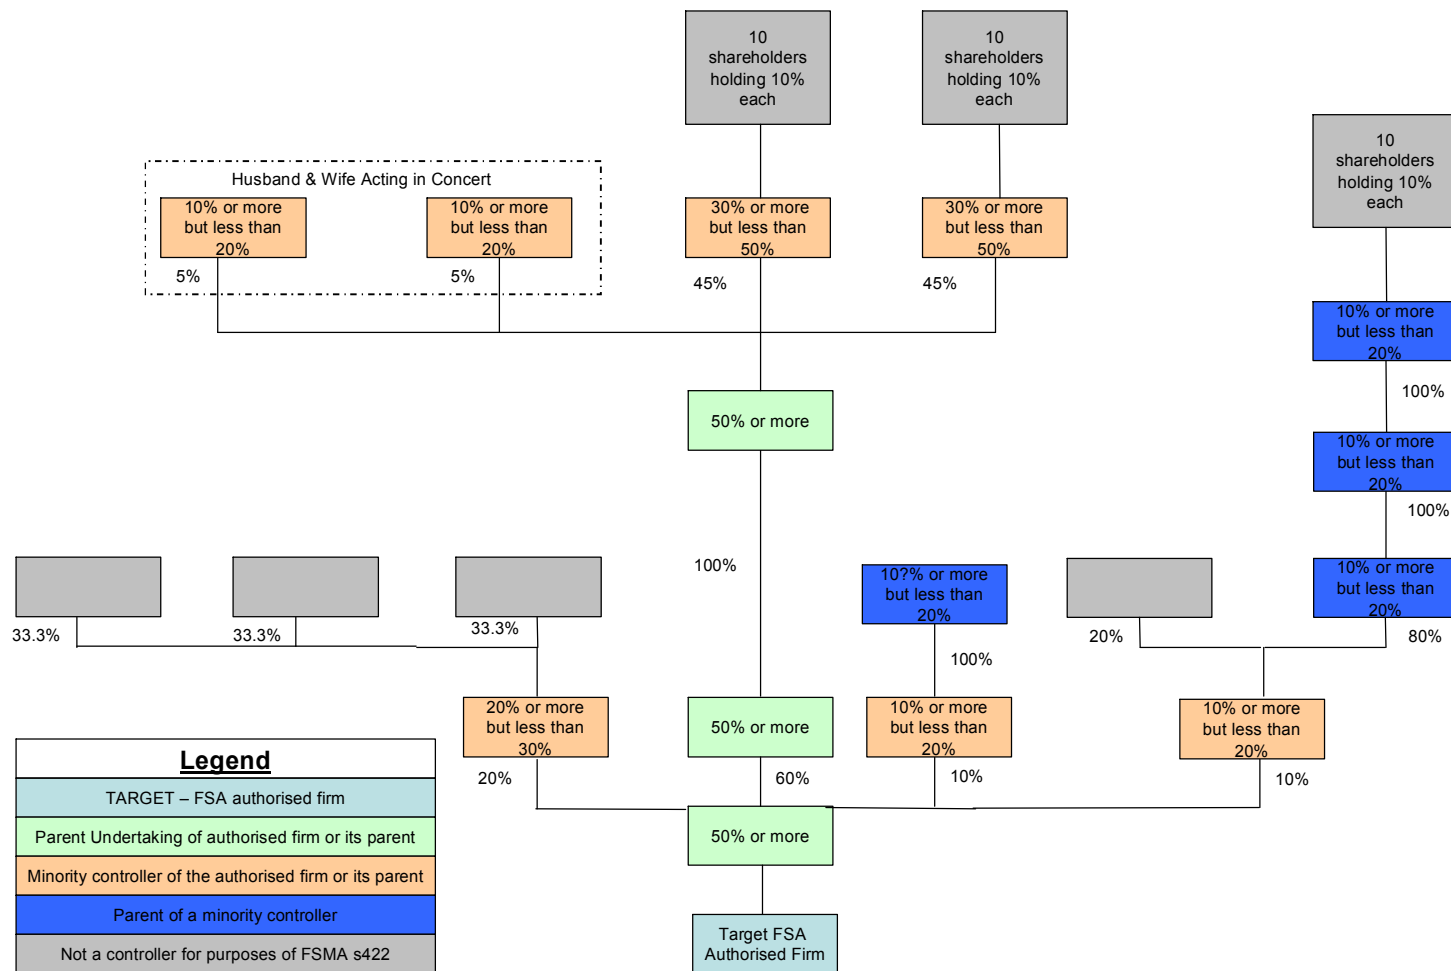 10
shareholders
holding 10%
each
10
shareholders
holding 10%
each
10
shareholders
holding 10%
each
Husband & Wife Acting in Concert
10% or more
but less than
20%
10% or more
but less than
20%
30% or more
but less than
50%
30% or more
but less than
50%
5%
5%
45%
45%
10% or more
but less than
20%
100%
50% or more
10% or more
but less than
20%
100%
100%
10?% or more
but less than
20%
10% or more
but less than
20%
33.3%
33.3%
33.3%
20%
80%
100%
20% or more
but less than
30%
50% or more
10% or more
but less than
20%
10% or more
but less than
20%
20%
60%
10%
10%
50% or more
Target FSA
Authorised Firm
Legend
TARGET – FSA authorised firm
Parent Undertaking of authorised firm or its parent
Minority controller of the authorised firm or its parent
Parent of a minority controller
Not a controller for purposes of FSMA s422